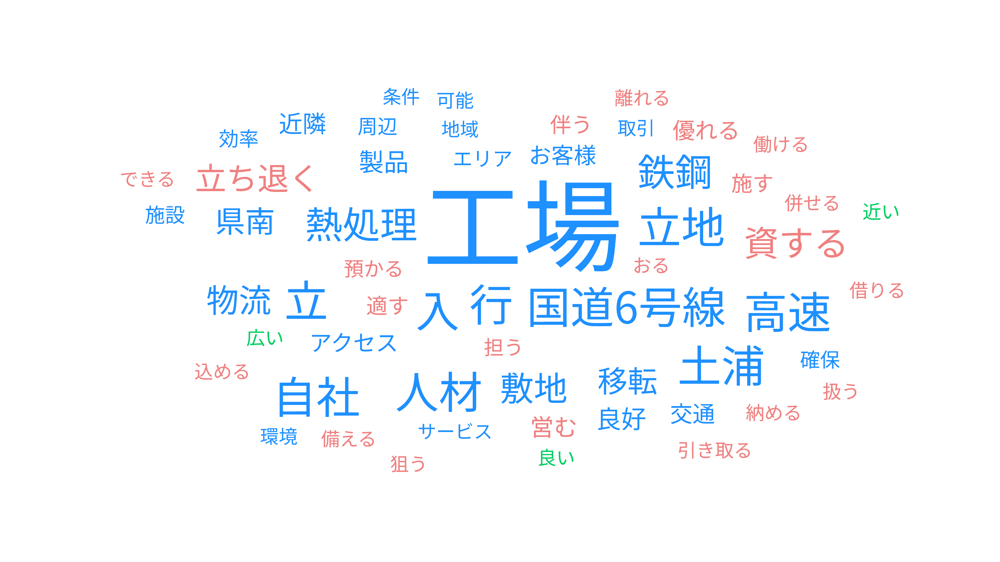 条件 可能 離れる
近隣 周辺 地域 伴う 取引 優れる
効率 製品 エリア お客様 働ける
できる 立ち退く 鉄鋼 施す
施設 県南 熱処理 工場 立地 併せる 近い
資する
預かる おる
物流 立 適す 入 行 国道6号線 高速 借りる
広い アクセス 担う 土浦 確保
込める 自社 人材 敷地 移転 扱う
環境 備える サービス 営む 良好 交通 納める
狙う 良い 引き取る